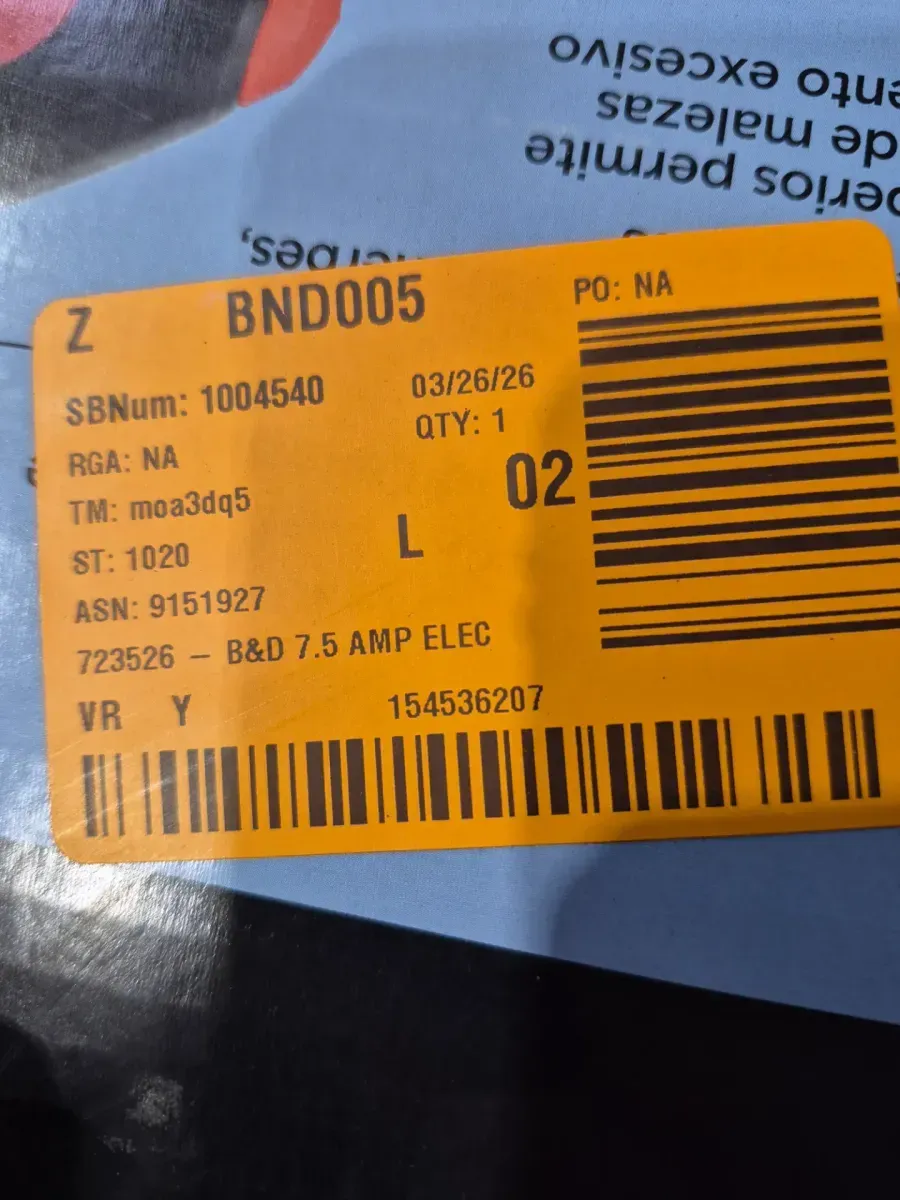 ento excesivo
de malezas
perios permite
herbes,
Z BND005 PO: NA
SBNum: 1004540 03/26/26
QTY: 1
RGA: NA
02
TM: moa3dq5
L
ST: 1020
ASN: 9151927
723526 – B&D 7.5 AMP ELEC
VR Y 154536207